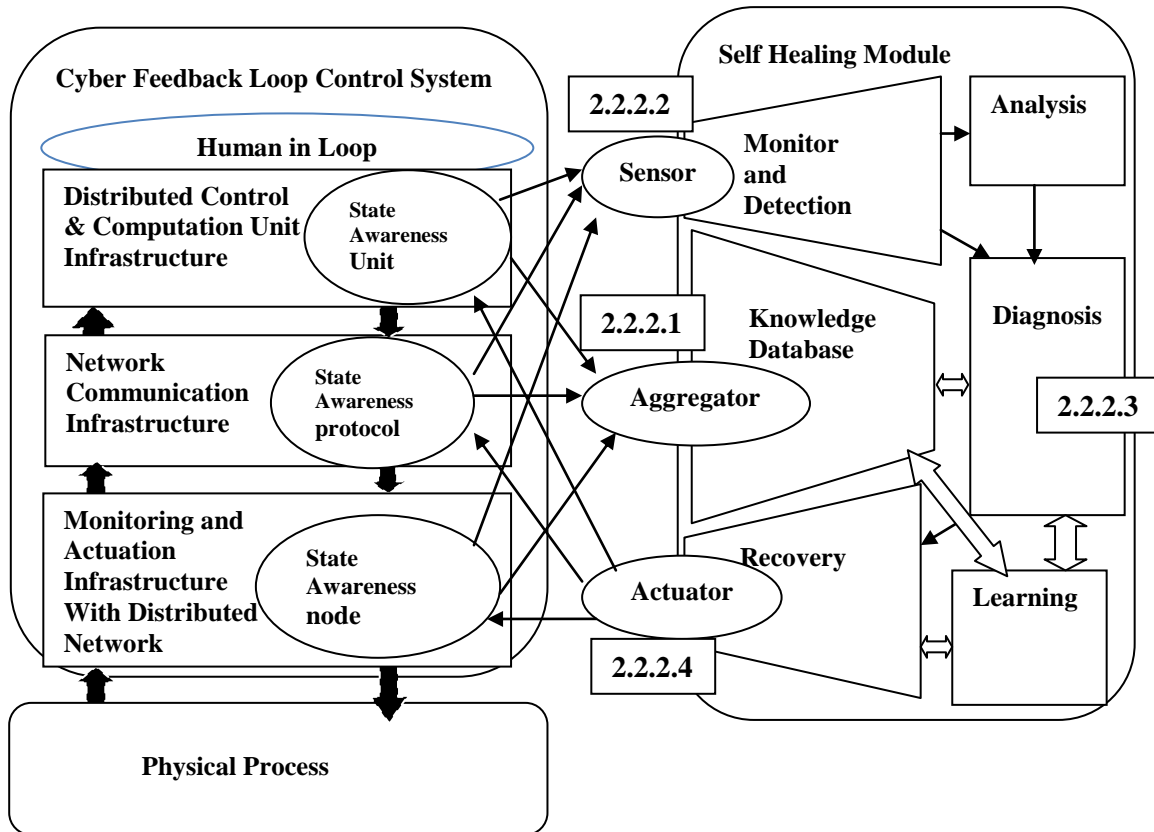 Cyber Feedback Loop Control System
Human in Loop
Distributed Control
& Computation Unit
Infrastructure
State
Awareness
Unit
Network
Communication
Infrastructure
State
Awareness
protocol
Monitoring and
Actuation
Infrastructure
With Distributed
Network
State
Awareness
node
Physical Process
Self Healing Module
2.2.2.2
Sensor
Monitor
and
Detection
Analysis
2.2.2.1
Aggregator
Knowledge
Database
Diagnosis
2.2.2.3
Recovery
Actuator
2.2.2.4
Learning